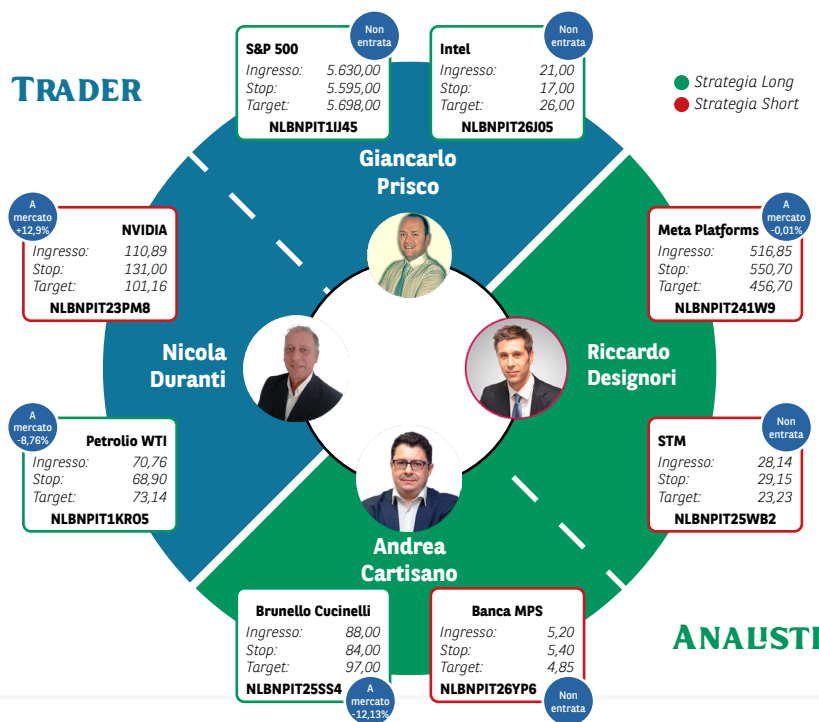 TRADER
S&P 500
Non
entrata
Ingresso: 5.630,00
Stop: 5.595,00
Target: 5.698,00
NLBNPIT1IJ45
Intel
Non
entrata
Ingresso: 21,00
Stop: 17,00
Target: 26,00
NLBNPIT26J05
Strategia Long
Strategia Short
Giancarlo
Prisco
A
mercato
+12,9%
NVIDIA
Ingresso: 110,89
Stop: 131,00
Target: 101,16
NLBNPIT23PM8
Meta Platforms
A
mercato
-0,01%
Ingresso: 516,85
Stop: 550,70
Target: 456,70
NLBNPIT241W9
Nicola
Duranti
Riccardo
Designori
A
mercato
-8,76%
Petrolio WTI
Ingresso: 70,76
Stop: 68,90
Target: 73,14
NLBNPIT1KRO5
STM
Non
entrata
Ingresso: 28,14
Stop: 29,15
Target: 23,23
NLBNPIT25WB2
Andrea
Cartisano
Brunello Cucinelli
Ingresso: 88,00
Stop: 84,00
Target: 97,00
NLBNPIT25SS4
A
mercato
-12,13%
Banca MPS
Ingresso: 5,20
Stop: 5,40
Target: 4,85
NLBNPIT26YP6
Non
entrata
ANALISTI